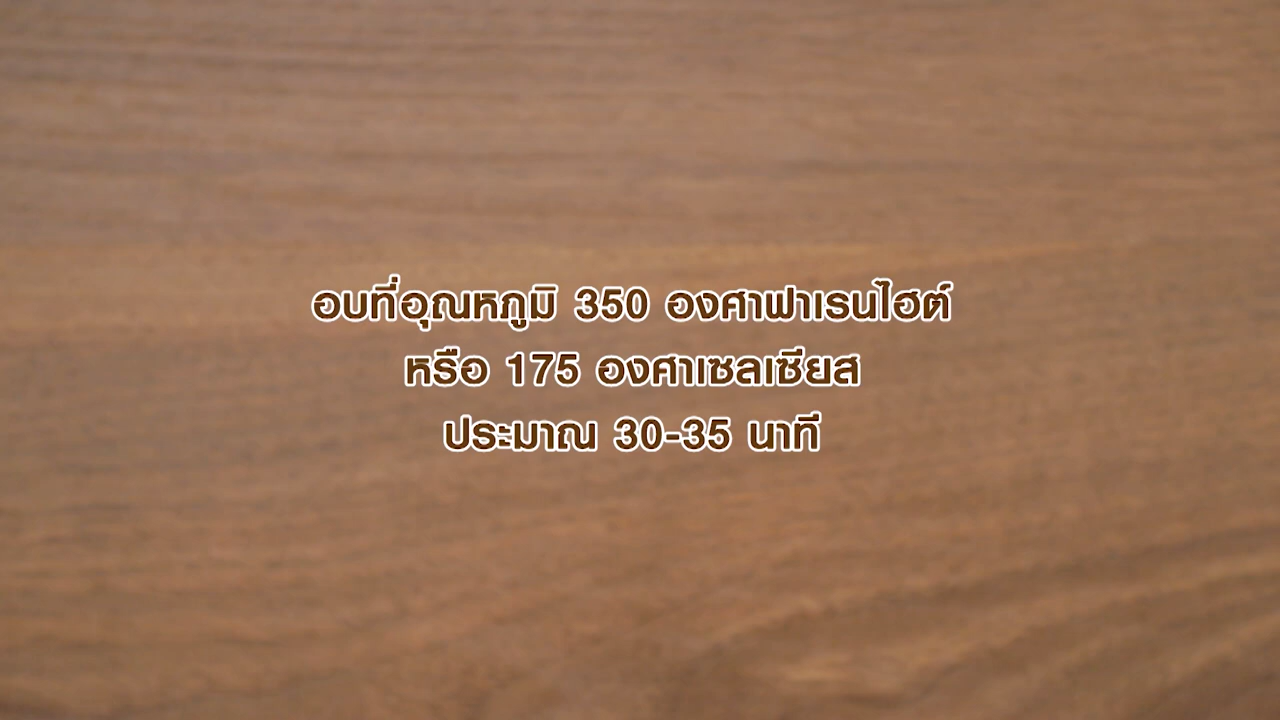 อบที่อุณหภูมิ 350 องศาฟาเรนไฮต์
หรือ 175 องศาเซลเซียส
ประมาณ 30-35 นาที